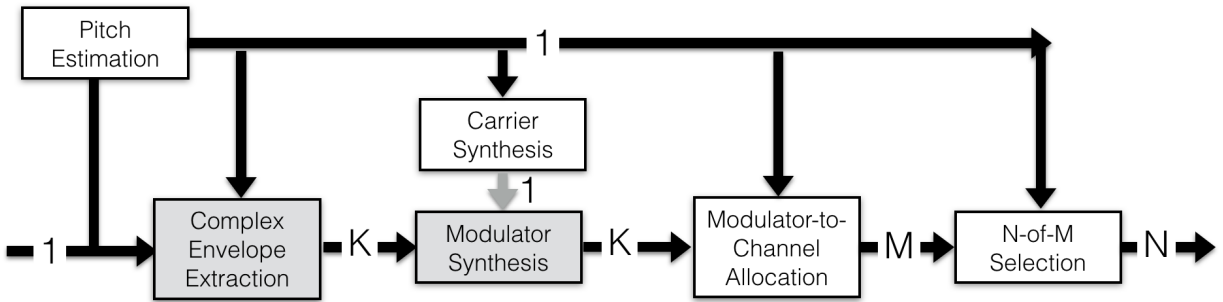 Pitch
Estimation
1
Carrier
Synthesis
1
1
Complex
Envelope
Extraction
K
Modulator
Synthesis
K
Modulator-to-
Channel
Allocation
M
N-of-M
Selection
N